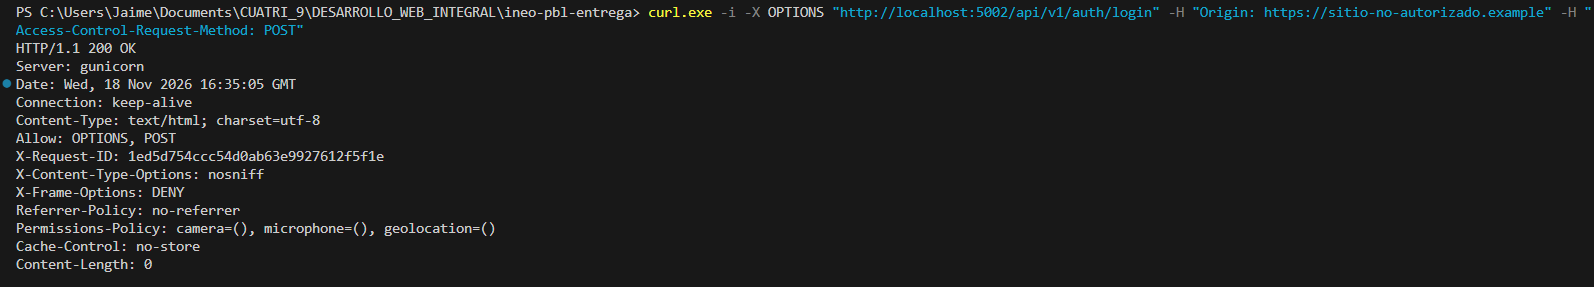 PS C:\Users\Jaime\Documents\CUATRI_9\DESARROLLO_WEB_INTEGRAL\ineo-pbl-entrega> curl.exe -i -X OPTIONS "http://localhost:5002/api/v1/auth/login" -H "Origin: https://sitio-no-autorizado.example" -H "
Access-Control-Request-Method: POST"
HTTP/1.1 200 OK
Server: gunicorn
Date: Wed, 18 Nov 2026 16:35:05 GMT
Connection: keep-alive
Content-Type: text/html; charset=utf-8
Allow: OPTIONS, POST
X-Request-ID: 1ed5d754ccc54d0ab63e9927612f5f1e
X-Content-Type-Options: nosniff
X-Frame-Options: DENY
Referrer-Policy: no-referrer
Permissions-Policy: camera=(), microphone=(), geolocation=()
Cache-Control: no-store
Content-Length: 0